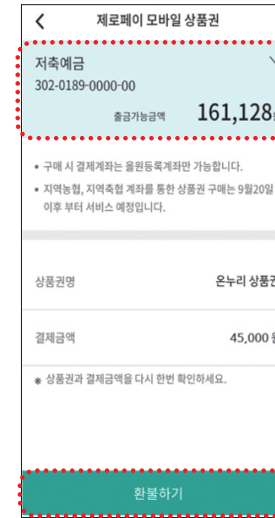 제로페이 모바일 상품권
저축예금
302-0189-0000-00
출금가능금액 161,128
• 구매 시 결제계좌는 올원등록계좌만 가능합니다.
• 지역농협, 지역축협 계좌를 통한 상품권 구매는 9월20일
이후 부터 서비스 예정입니다.
상품권명 온누리 상품권
결제금액 45,000 원
※ 상품권과 결제금액을 다시 한번 확인하세요.
환불하기